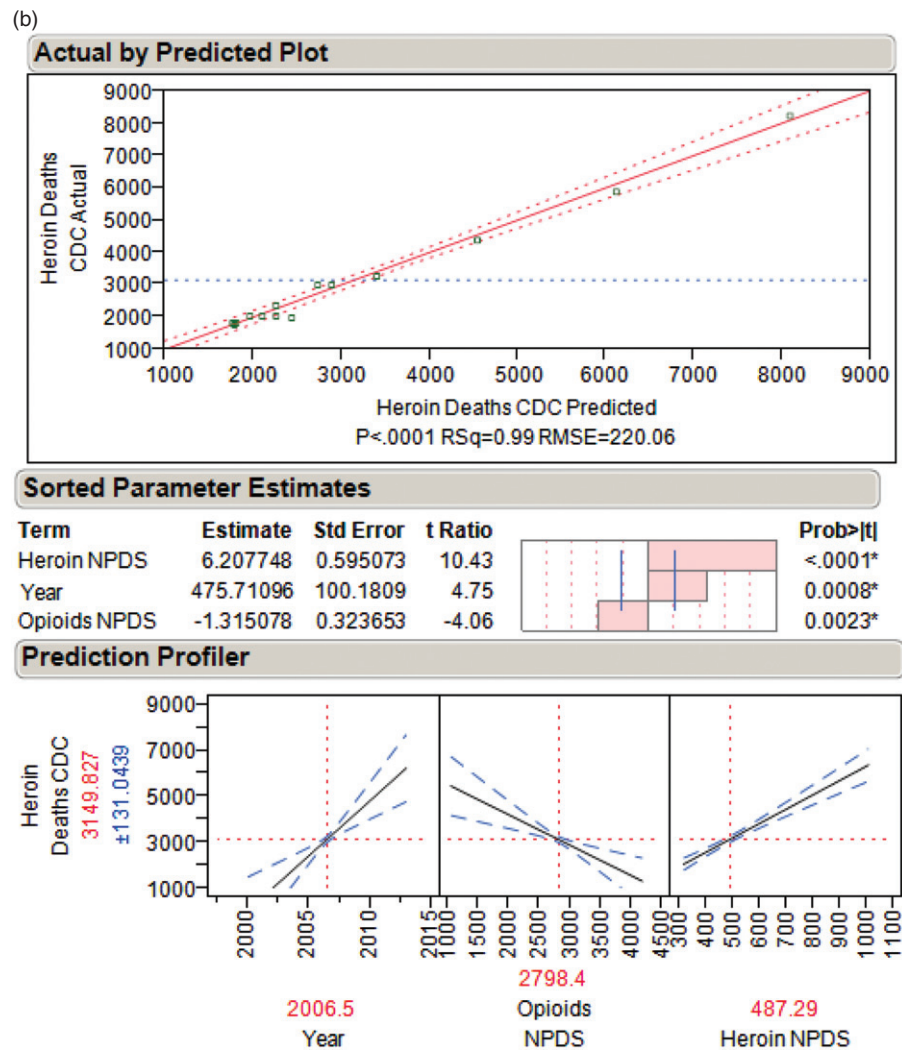 (b)
Actual by Predicted Plot
9000
8000
7000
6000
5000
4000
3000
2000
1000
Heroin Deaths
CDC Actual
1000 2000 3000 4000 5000 6000 7000 8000 9000
Heroin Deaths CDC Predicted
P<.0001 RSq=0.99 RMSE=220.06
Sorted Parameter Estimates
Term Estimate Std Error t Ratio Prob>|t|
Heroin NPDS 6.207748 0.595073 10.43 <.0001*
Year 475.71096 100.1809 4.75 0.0008*
Opioids NPDS -1.315078 0.323653 -4.06 0.0023*
Prediction Profiler
Heroin
Deaths CDC
3149.827
±131.0439
9000
7000
5000
3000
1000
2000 2005 2010 2015
1000 1500 2000 2500 3000 3500 4000 4500
300 400 500 600 700 800 900 1000 1100
2006.5
Year
2798.4
Opioids
NPDS
487.29
Heroin NPDS